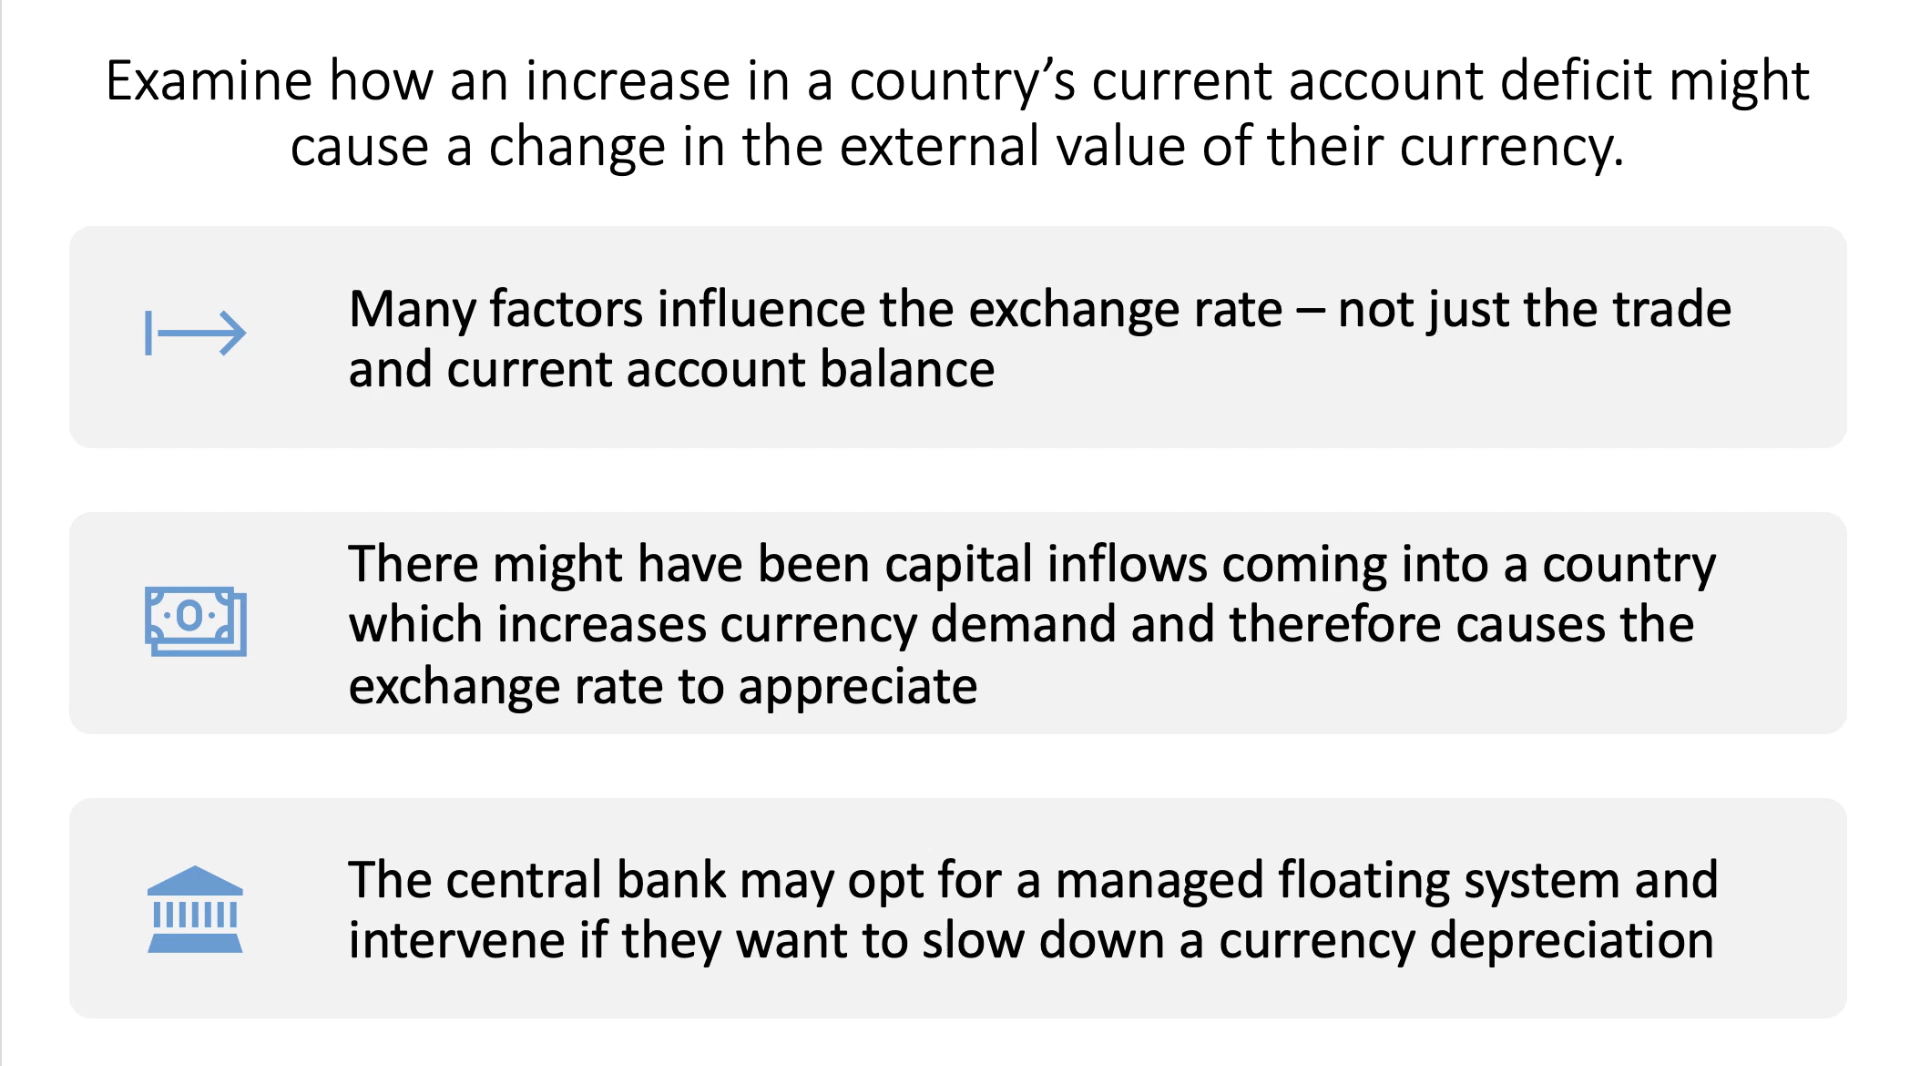 Examine how an increase in a country’s current account deficit might
cause a change in the external value of their currency.
Many factors influence the exchange rate – not just the trade
and current account balance
There might have been capital inflows coming into a country
which increases currency demand and therefore causes the
exchange rate to appreciate
The central bank may opt for a managed floating system and
intervene if they want to slow down a currency depreciation